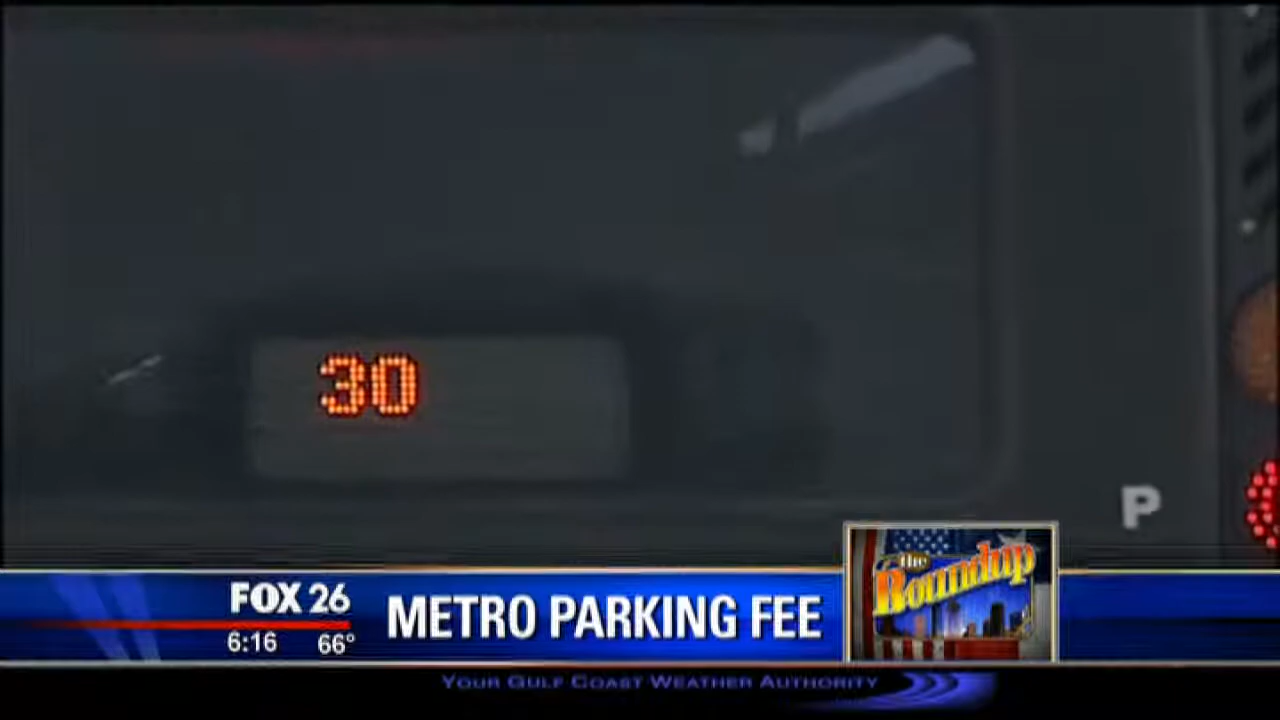 30
P
the
Roundup
FOX 26
METRO PARKING FEE
6:16 66°
YOUR GULF COAST WEATHER AUTHORITY